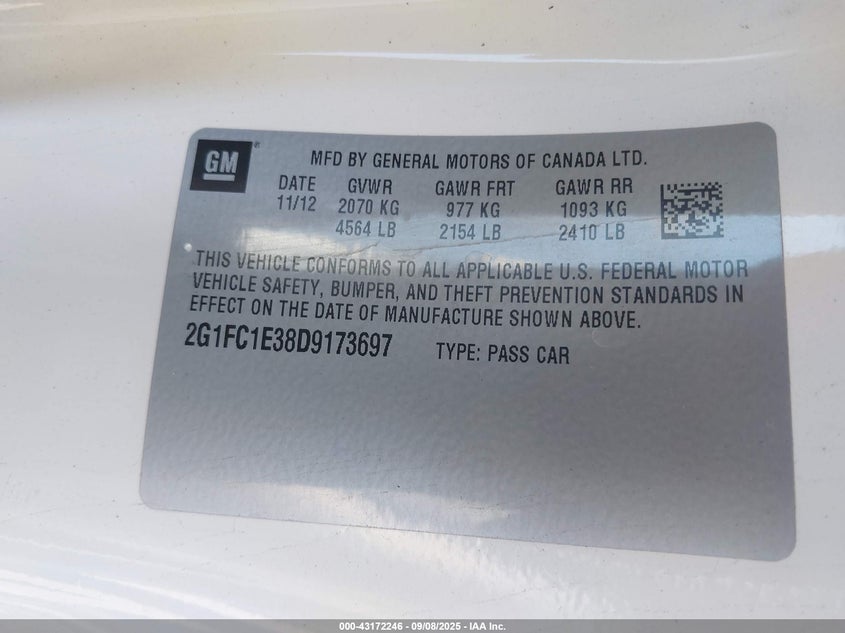 GM
MFD BY GENERAL MOTORS OF CANADA LTD.
DATE GVWR GAWR FRT GAWR RR
11/12 2070 KG 977 KG 1093 KG
4564 LB 2154 LB 2410 LB
THIS VEHICLE CONFORMS TO ALL APPLICABLE U.S. FEDERAL MOTOR
VEHICLE SAFETY, BUMPER, AND THEFT PREVENTION STANDARDS IN
EFFECT ON THE DATE OF MANUFACTURE SHOWN ABOVE.
2G1FC1E38D9173697 TYPE: PASS CAR
000-43172246 - 09/08/2025 - IAA Inc.